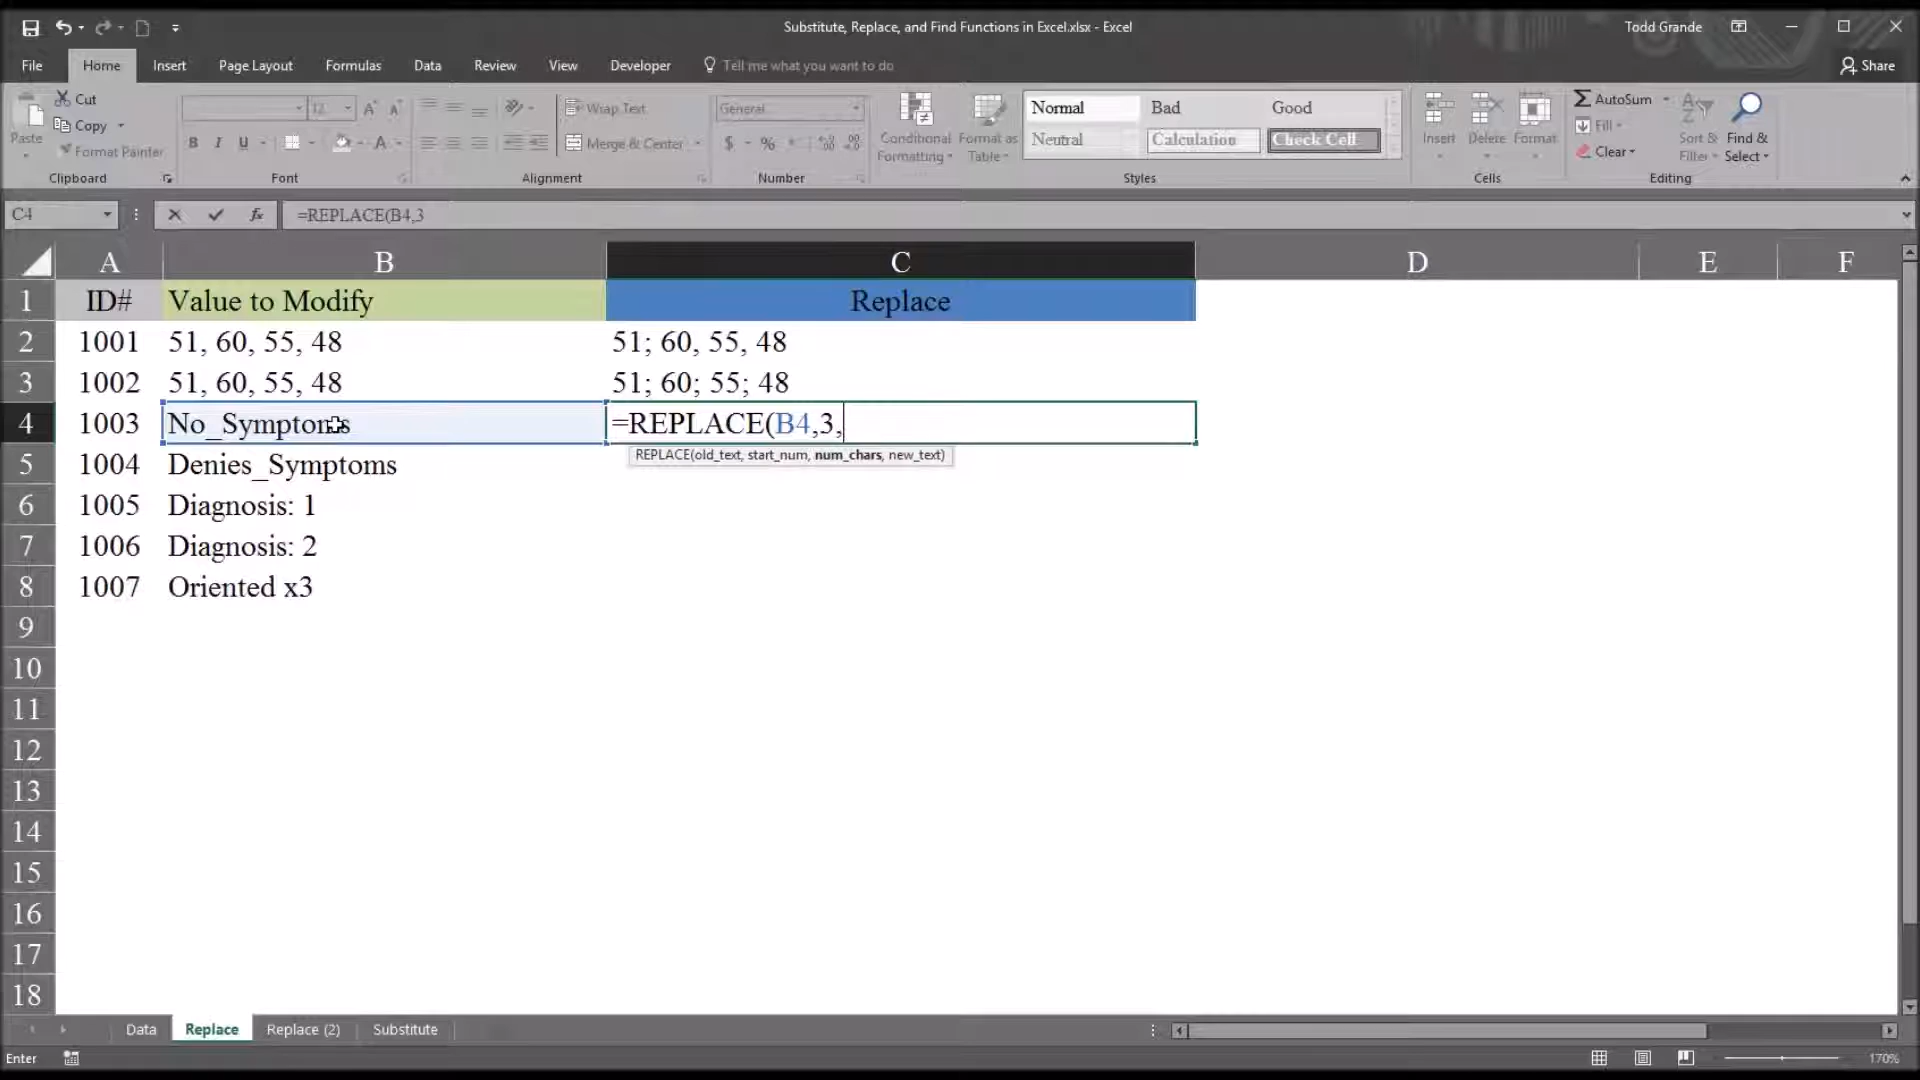 Substitute, Replace, and Find Functions in Excel.xlsx - Excel
Todd Grande
File Home Insert Page Layout Formulas Data Review View Developer Tell me what you want to do Share
Cut
Copy
Format Painter
Paste
Clipboard
12 A A
B I U A
Font
Wrap Text
Merge & Center
Alignment
General
$ % ,
Number
Conditional Formatting
Format as Table
Normal Bad Good
Neutral Calculation Check Cell
Styles
Insert Delete Format
Cells
AutoSum
Fill
Clear
Sort & Filter
Find & Select
Editing
C4 fx =REPLACE(B4,3
A B C D E F
1 ID# Value to Modify Replace
2 1001 51, 60, 55, 48 51; 60, 55, 48
3 1002 51, 60, 55, 48 51; 60; 55; 48
4 1003 No_Symptoms =REPLACE(B4,3,
REPLACE(old_text, start_num, num_chars, new_text)
5 1004 Denies_Symptoms
6 1005 Diagnosis: 1
7 1006 Diagnosis: 2
8 1007 Oriented x3
9
10
11
12
13
14
15
16
17
18
Data Replace Replace (2) Substitute
Enter 170%